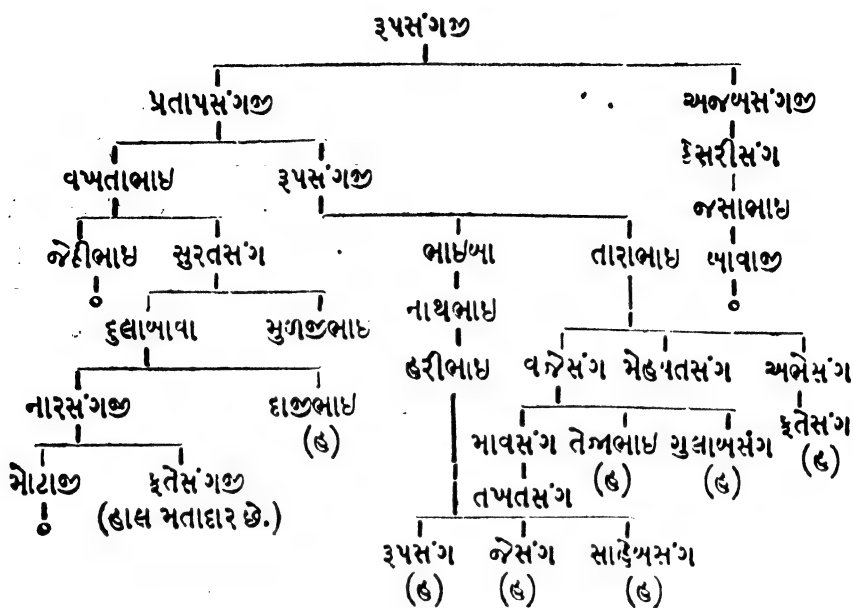 રૂપસંગજી
પ્રતાપસંગજી અજબસંગજી
કેસરીસંગ
વખતાભાઇ રૂપસંગજી
જસાભાઇ
જેઠીભાઇ સુરતસંગ ભાઇબા તારાભાઇ બાવાજી
નાથભાઇ
દુલાબાવા મુળજીભાઇ
હરીભાઇ વજેસંગ મેહબતસંગ અભેસંગ
નારસંગજી દાજીભાઇ
(હ)
માવસંગ તેજાભાઇ ગુલાબસંગ ફતેસંગ
(હ) (હ) (હ)
મોટાજી ફતેસંગજી
(હાલ મતાદાર છે.)
તખતસંગ
રૂપસંગ જેસંગ સાહેબસંગ
(હ) (હ) (હ)